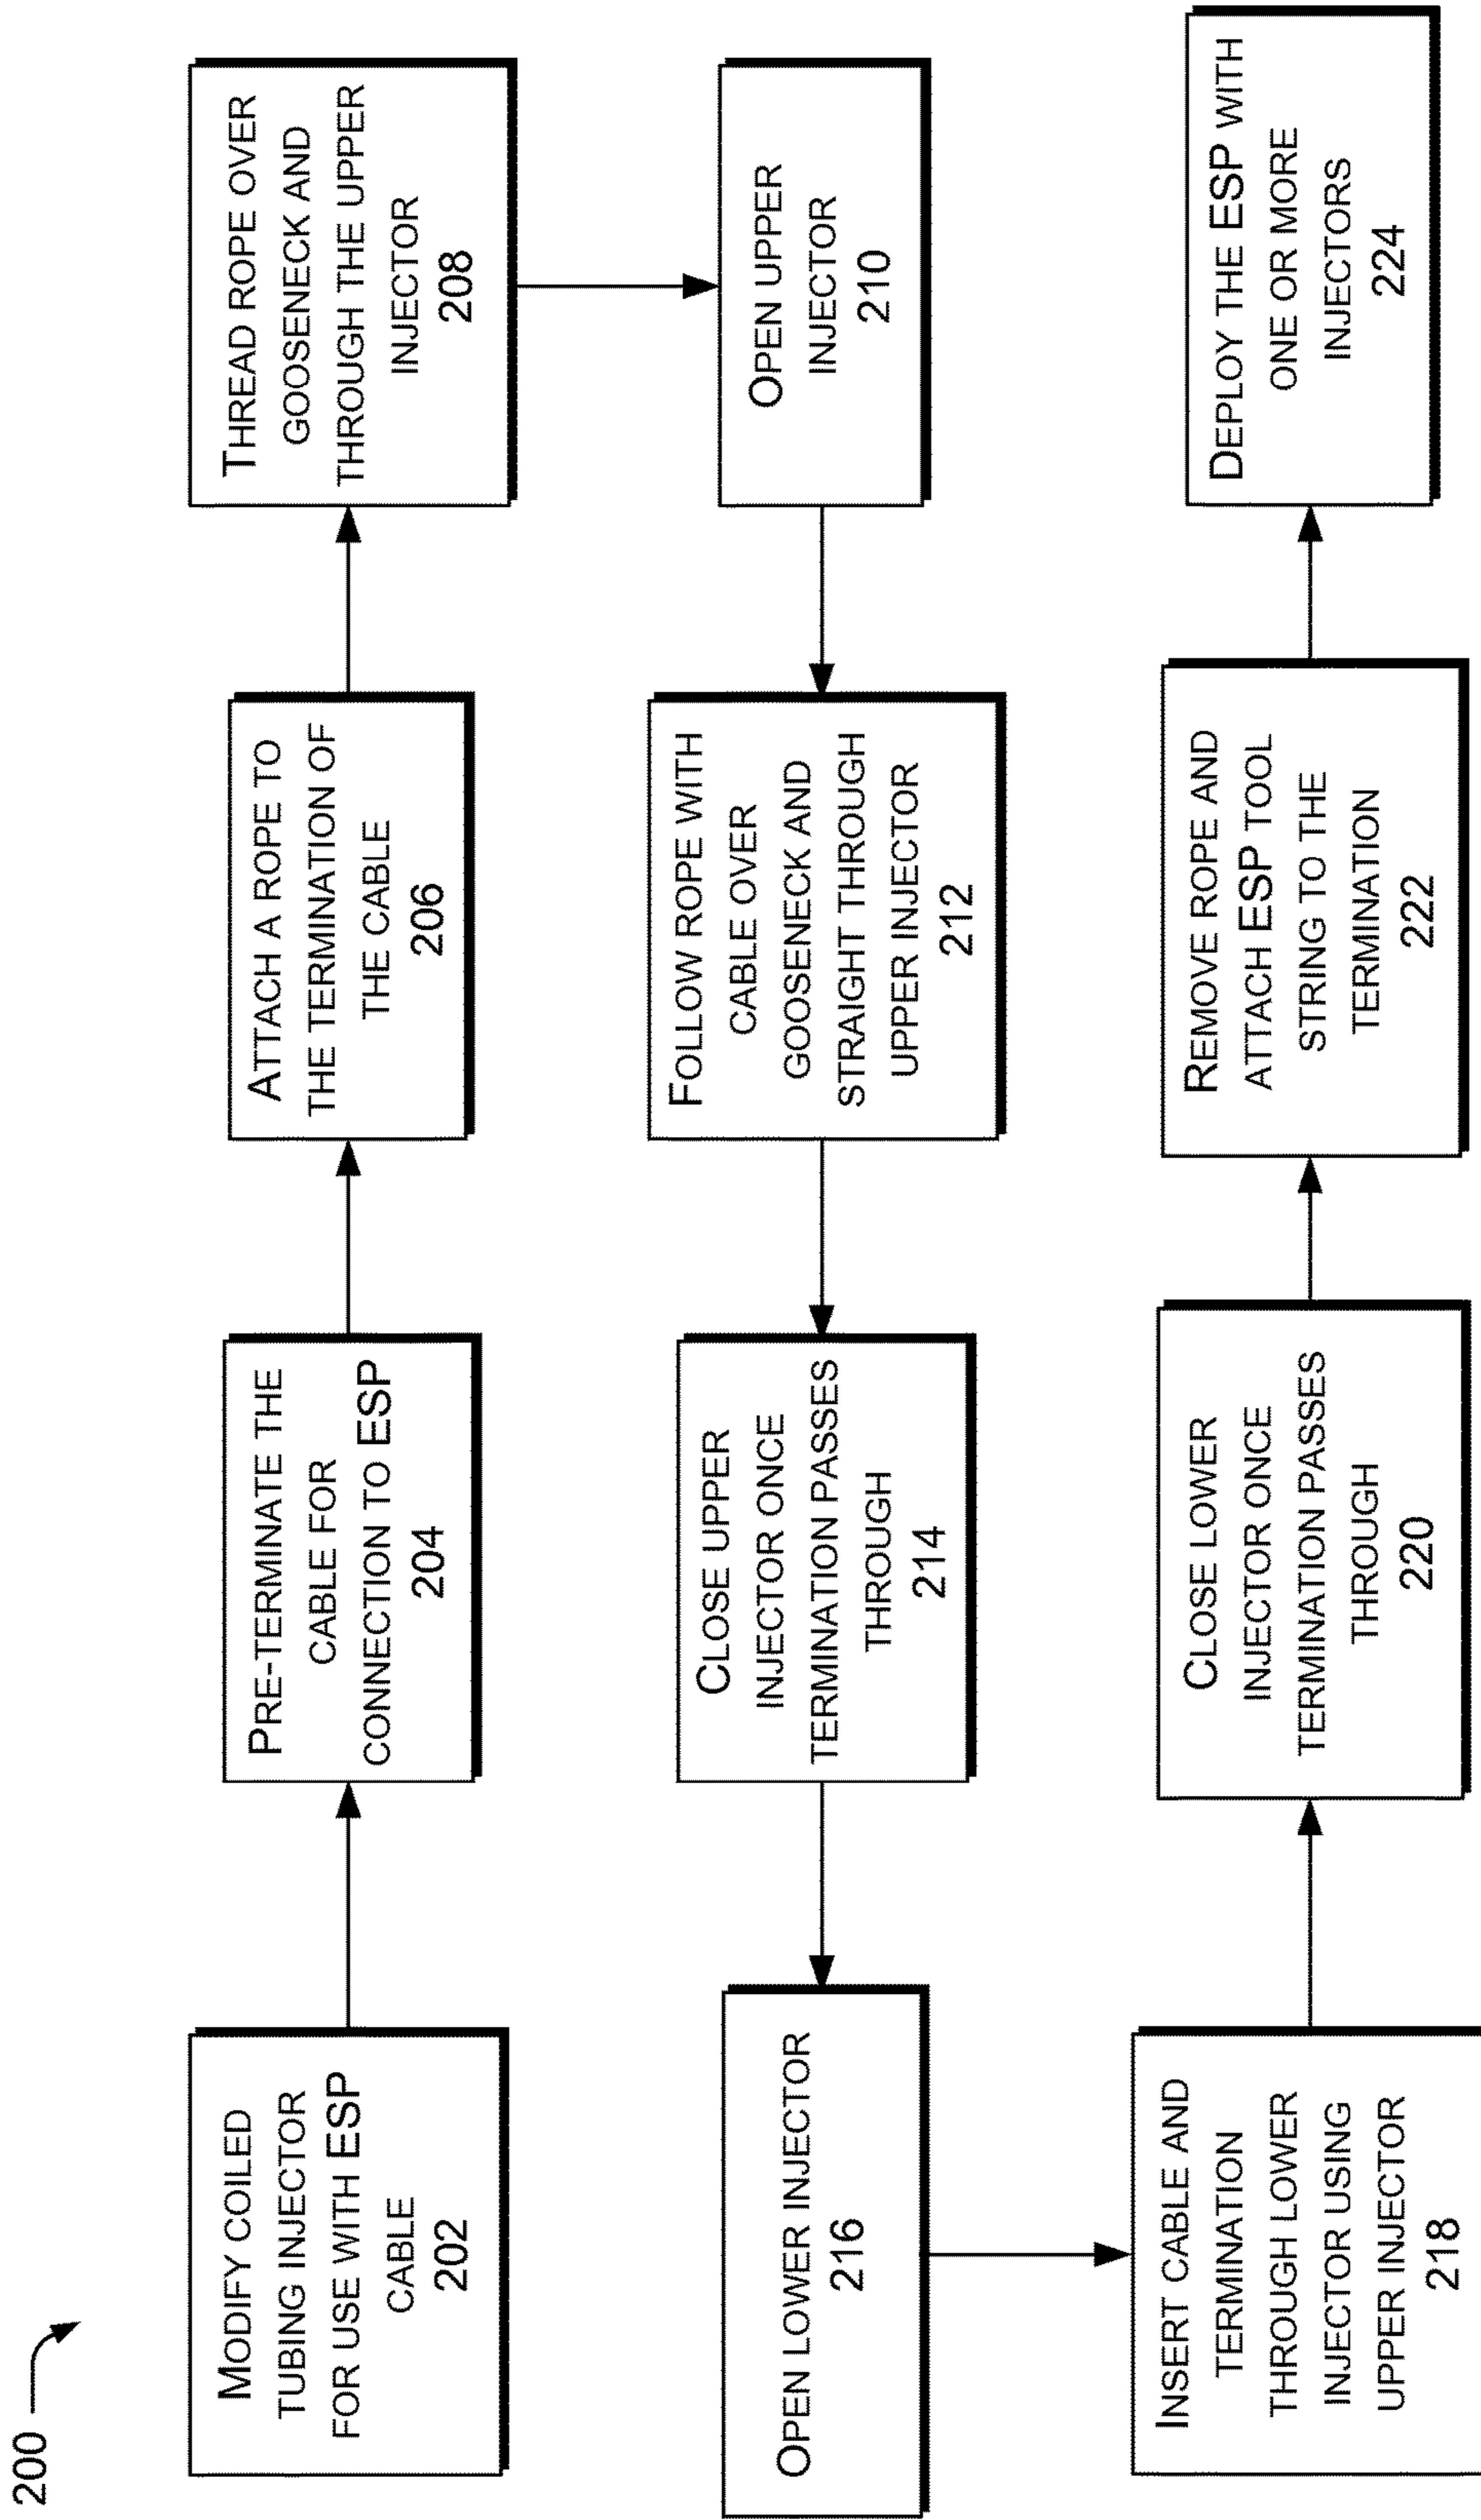 200
MODIFY COILED
TUBING INJECTOR
FOR USE WITH ESP
CABLE
202
PRE-TERMINATE THE
CABLE FOR
CONNECTION TO ESP
204
ATTACH A ROPE TO
THE TERMINATION OF
THE CABLE
206
THREAD ROPE OVER
GOOSENECK AND
THROUGH THE UPPER
INJECTOR
208
OPEN UPPER
INJECTOR
210
FOLLOW ROPE WITH
CABLE OVER
GOOSENECK AND
STRAIGHT THROUGH
UPPER INJECTOR
212
CLOSE UPPER
INJECTOR ONCE
TERMINATION PASSES
THROUGH
214
OPEN LOWER INJECTOR
216
INSERT CABLE AND
TERMINATION
THROUGH LOWER
INJECTOR USING
UPPER INJECTOR
218
CLOSE LOWER
INJECTOR ONCE
TERMINATION PASSES
THROUGH
220
REMOVE ROPE AND
ATTACH ESP TOOL
STRING TO THE
TERMINATION
222
DEPLOY THE ESP WITH
ONE OR MORE
INJECTORS
224